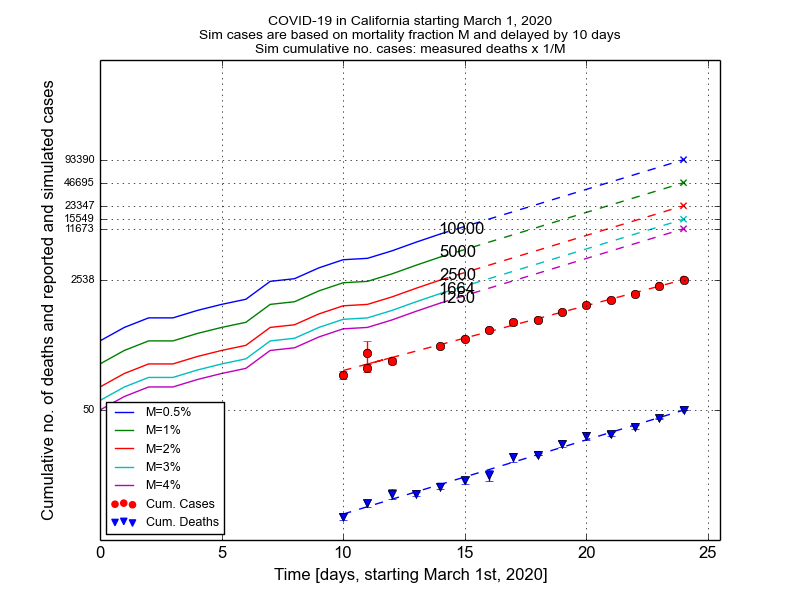 COVID-19 in California starting March 1, 2020
Sim cases are based on mortality fraction M and delayed by 10 days
Sim cumulative no. cases: measured deaths x 1/M
Cumulative no. of deaths and reported and simulated cases
93390
46695
23347
15549
11673
2538
50
10000
5000
2500
1664
1250
M=0.5%
M=1%
M=2%
M=3%
M=4%
Cum. Cases
Cum. Deaths
0 5 10 15 20 25
Time [days, starting March 1st, 2020]